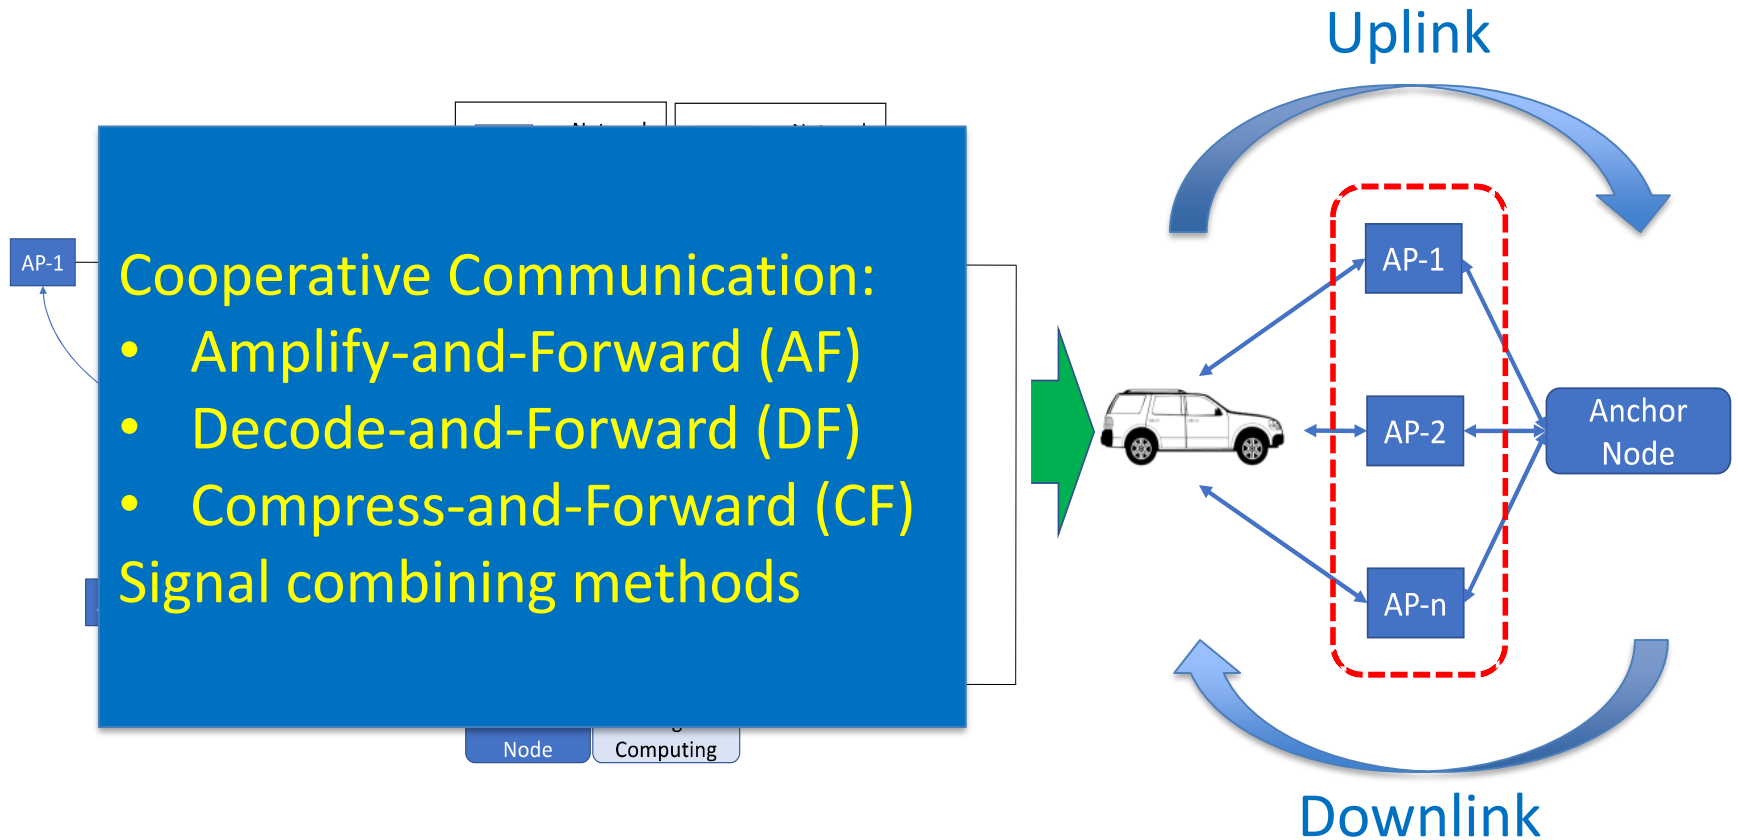 Uplink
AP-1
Cooperative Communication:
• Amplify-and-Forward (AF)
• Decode-and-Forward (DF)
• Compress-and-Forward (CF)
Signal combining methods
Node
Computing
AP-1
AP-2
AP-n
Anchor
Node
Downlink